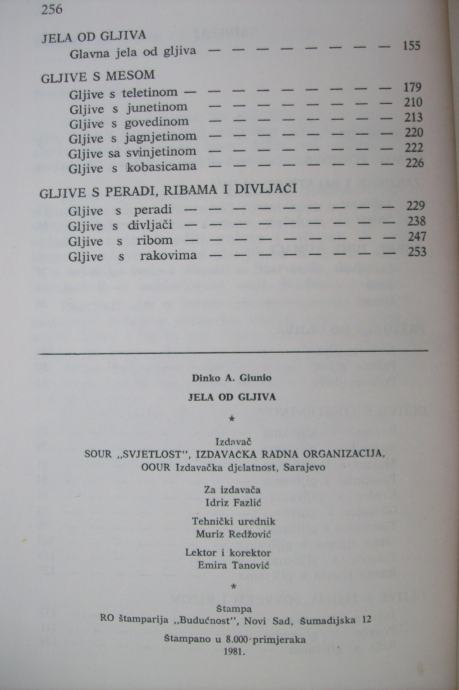 256
JELA OD GLJIVA
Glavna jela od gljiva — — — — — — — — 155
GLJIVE S MESOM
Gljive s teletinom — — — — — — — — — 179
Gljive s junetinom — — — — — — — — 210
Gljive s govedinom — — — — — — — — 213
Gljive s jagnjetinom — — — — — — — — 220
Gljive sa svinjetinom — — — — — — — — 222
Gljive s kobasicama — — — — — — — — 226
GLJIVE S PERADI, RIBAMA I DIVLJAČI
Gljive s peradi — — — — — — — — — 229
Gljive s divljači — — — — — — — — — 238
Gljive s ribom — — — — — — — — — 247
Gljive s rakovima — — — — — — — — 253
Dinko A. Giunio
JELA OD GLJIVA
*
Izdavač
SOUR „SVJETLOST", IZDAVAČKA RADNA ORGANIZACIJA,
OOUR Izdavačka djelatnost, Sarajevo
Za izdavača
Idriz Fazlić
Tehnički urednik
Muriz Redžović
Lektor i korektor
Emira Tanović
*
Štampa
RO štamparija „Budućnost", Novi Sad, Šumadijska 12
Štampano u 8.000 primjeraka
1981.